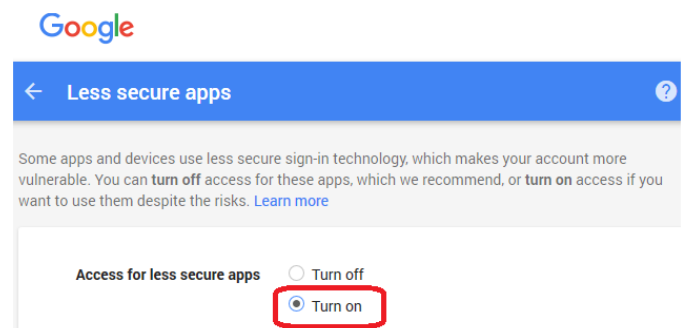 Google
Less secure apps
?
Some apps and devices use less secure sign-in technology, which makes your account more
vulnerable. You can turn off access for these apps, which we recommend, or turn on access if you
want to use them despite the risks. Learn more
Access for less secure apps
Turn off
Turn on